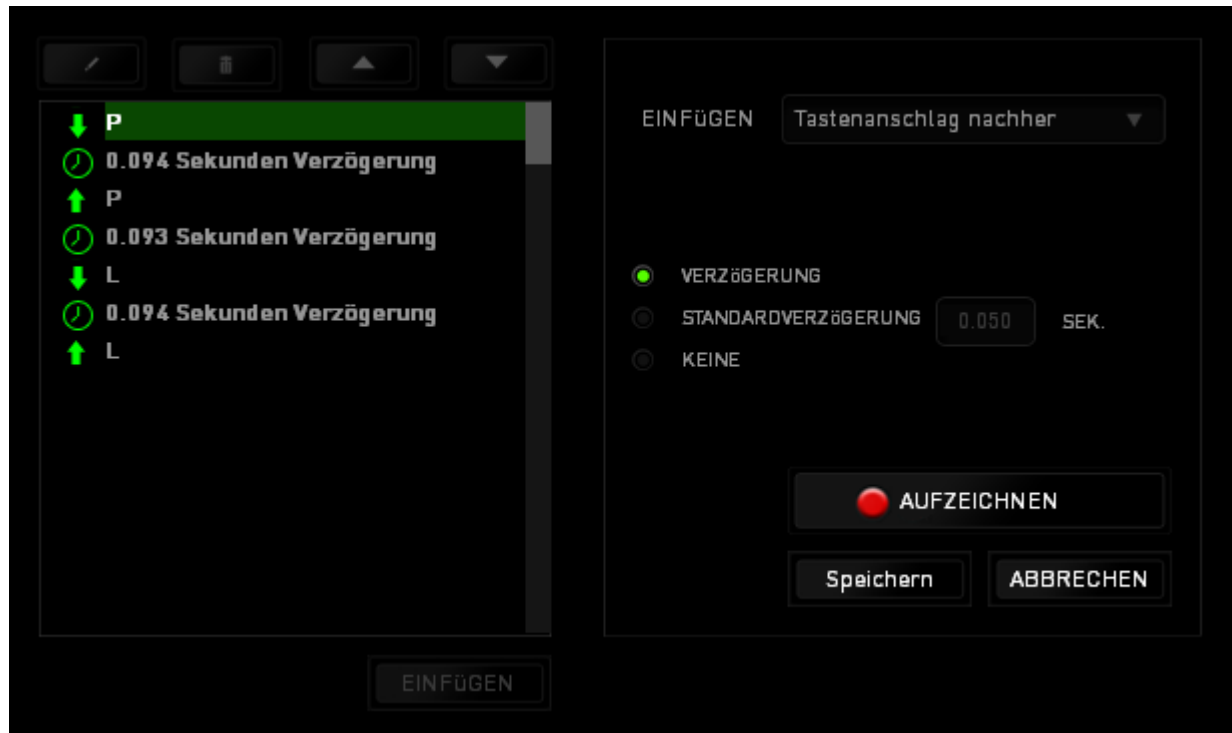 P
0.094 Sekunden Verzögerung
P
0.093 Sekunden Verzögerung
L
0.094 Sekunden Verzögerung
L
EINFüGEN
EINFüGEN
Tastenanschlag nachher
VERZöGERUNG
STANDARDVERZöGERUNG 0.050 SEK.
KEINE
AUFZEICHNEN
Speichern
ABBRECHEN